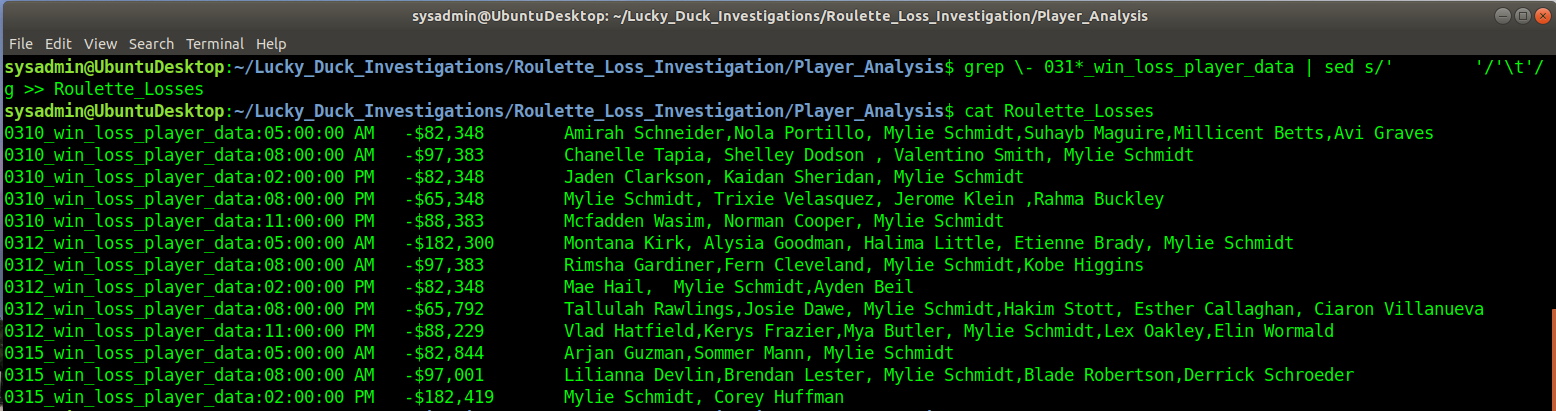 sysadmin@UbuntuDesktop: ~/Lucky_Duck_Investigations/Roulette_Loss_Investigation/Player_Analysis
File Edit View Search Terminal Help
sysadmin@UbuntuDesktop:~/Lucky_Duck_Investigations/Roulette_Loss_Investigation/Player_Analysis$ grep \- 031*_win_loss_player_data | sed s/'        '/'\t'/
g >> Roulette_Losses
sysadmin@UbuntuDesktop:~/Lucky_Duck_Investigations/Roulette_Loss_Investigation/Player_Analysis$ cat Roulette_Losses
0310_win_loss_player_data:05:00:00 AM   -$82,348        Amirah Schneider,Nola Portillo, Mylie Schmidt,Suhayb Maguire,Millicent Betts,Avi Graves
0310_win_loss_player_data:08:00:00 AM   -$97,383        Chanelle Tapia, Shelley Dodson , Valentino Smith, Mylie Schmidt
0310_win_loss_player_data:02:00:00 PM   -$82,348        Jaden Clarkson, Kaidan Sheridan, Mylie Schmidt
0310_win_loss_player_data:08:00:00 PM   -$65,348        Mylie Schmidt, Trixie Velasquez, Jerome Klein ,Rahma Buckley
0310_win_loss_player_data:11:00:00 PM   -$88,383        Mcfadden Wasim, Norman Cooper, Mylie Schmidt
0312_win_loss_player_data:05:00:00 AM   -$182,300       Montana Kirk, Alysia Goodman, Halima Little, Etienne Brady, Mylie Schmidt
0312_win_loss_player_data:08:00:00 AM   -$97,383        Rimsha Gardiner,Fern Cleveland, Mylie Schmidt,Kobe Higgins
0312_win_loss_player_data:02:00:00 PM   -$82,348        Mae Hail,  Mylie Schmidt,Ayden Beil
0312_win_loss_player_data:08:00:00 PM   -$65,792        Tallulah Rawlings,Josie Dawe, Mylie Schmidt,Hakim Stott, Esther Callaghan, Ciaron Villanueva
0312_win_loss_player_data:11:00:00 PM   -$88,229        Vlad Hatfield,Kerys Frazier,Mya Butler, Mylie Schmidt,Lex Oakley,Elin Wormald
0315_win_loss_player_data:05:00:00 AM   -$82,844        Arjan Guzman,Sommer Mann, Mylie Schmidt
0315_win_loss_player_data:08:00:00 AM   -$97,001        Lilianna Devlin,Brendan Lester, Mylie Schmidt,Blade Robertson,Derrick Schroeder
0315_win_loss_player_data:02:00:00 PM   -$182,419       Mylie Schmidt, Corey Huffman